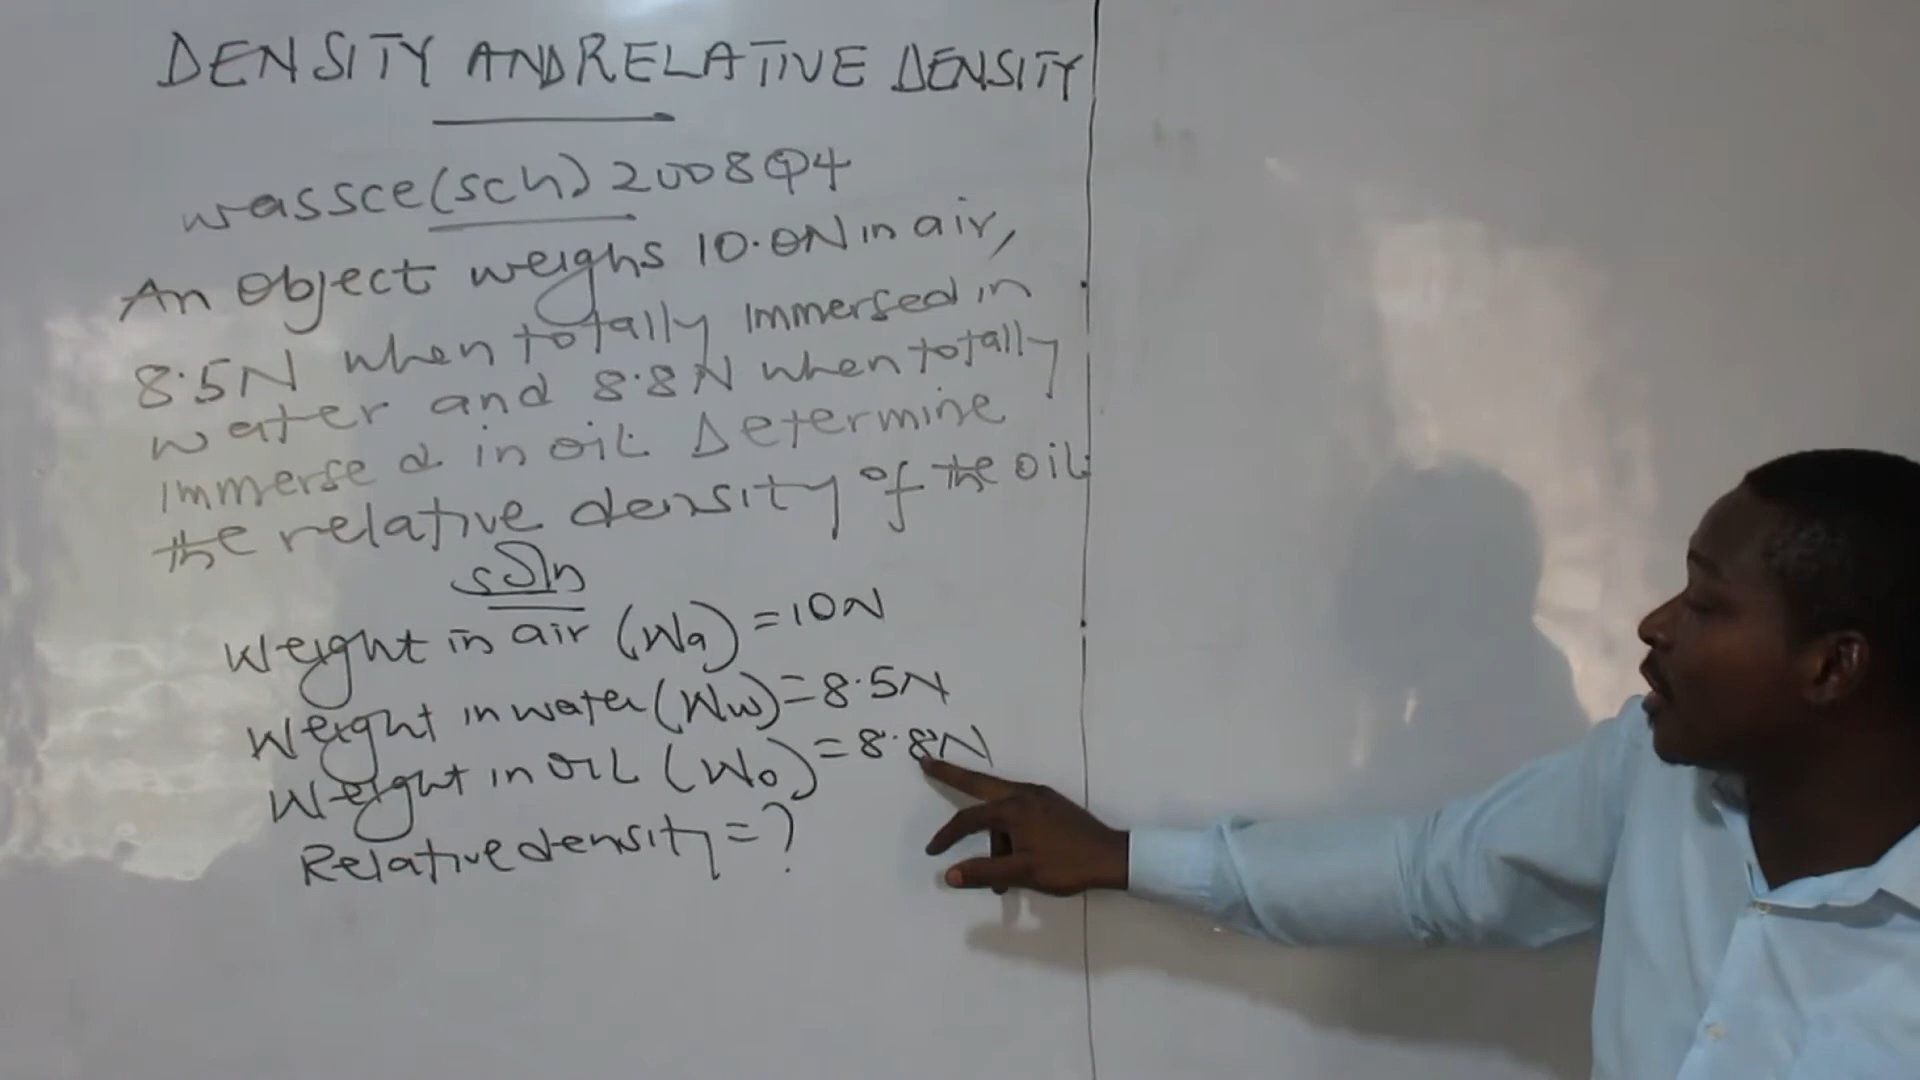 DENSITY AND RELATIVE DENSITY
wassce(sch) 2008 Q4
An object weighs 10.0N in air,
8.5N when totally immersed in
water and 8.8N when totally
immersed in oil. Determine
the relative density of the oil
soln
Weight in air (Wa) = 10N
Weight in water (Ww) = 8.5N
Weight in oil (Wo) = 8.8N
Relative density = ?